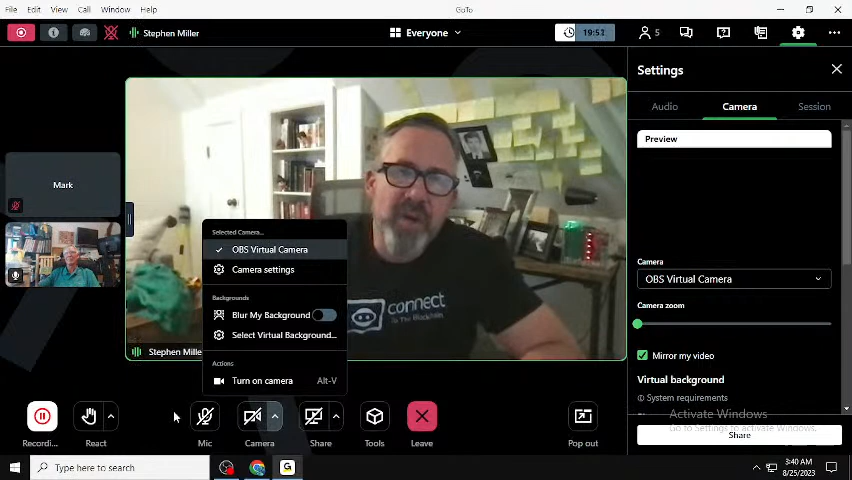 File Edit View Call Window Help
GoTo
Stephen Miller
Everyone
19:51
5
Settings
Audio
Camera
Session
Preview
Mark
Selected Camera...
OBS Virtual Camera
Camera settings
Backgrounds
Blur My Background
Select Virtual Background...
Actions
Turn on camera Alt-V
connect
Stephen Mille
Camera
OBS Virtual Camera
Camera zoom
Mirror my video
Virtual background
System requirements
Activate Windows
Go to Settings to activate Windows.
Share
Recordi...
React
Mic
Camera
Share
Tools
Leave
Pop out
Type here to search
3:40 AM
8/25/2023